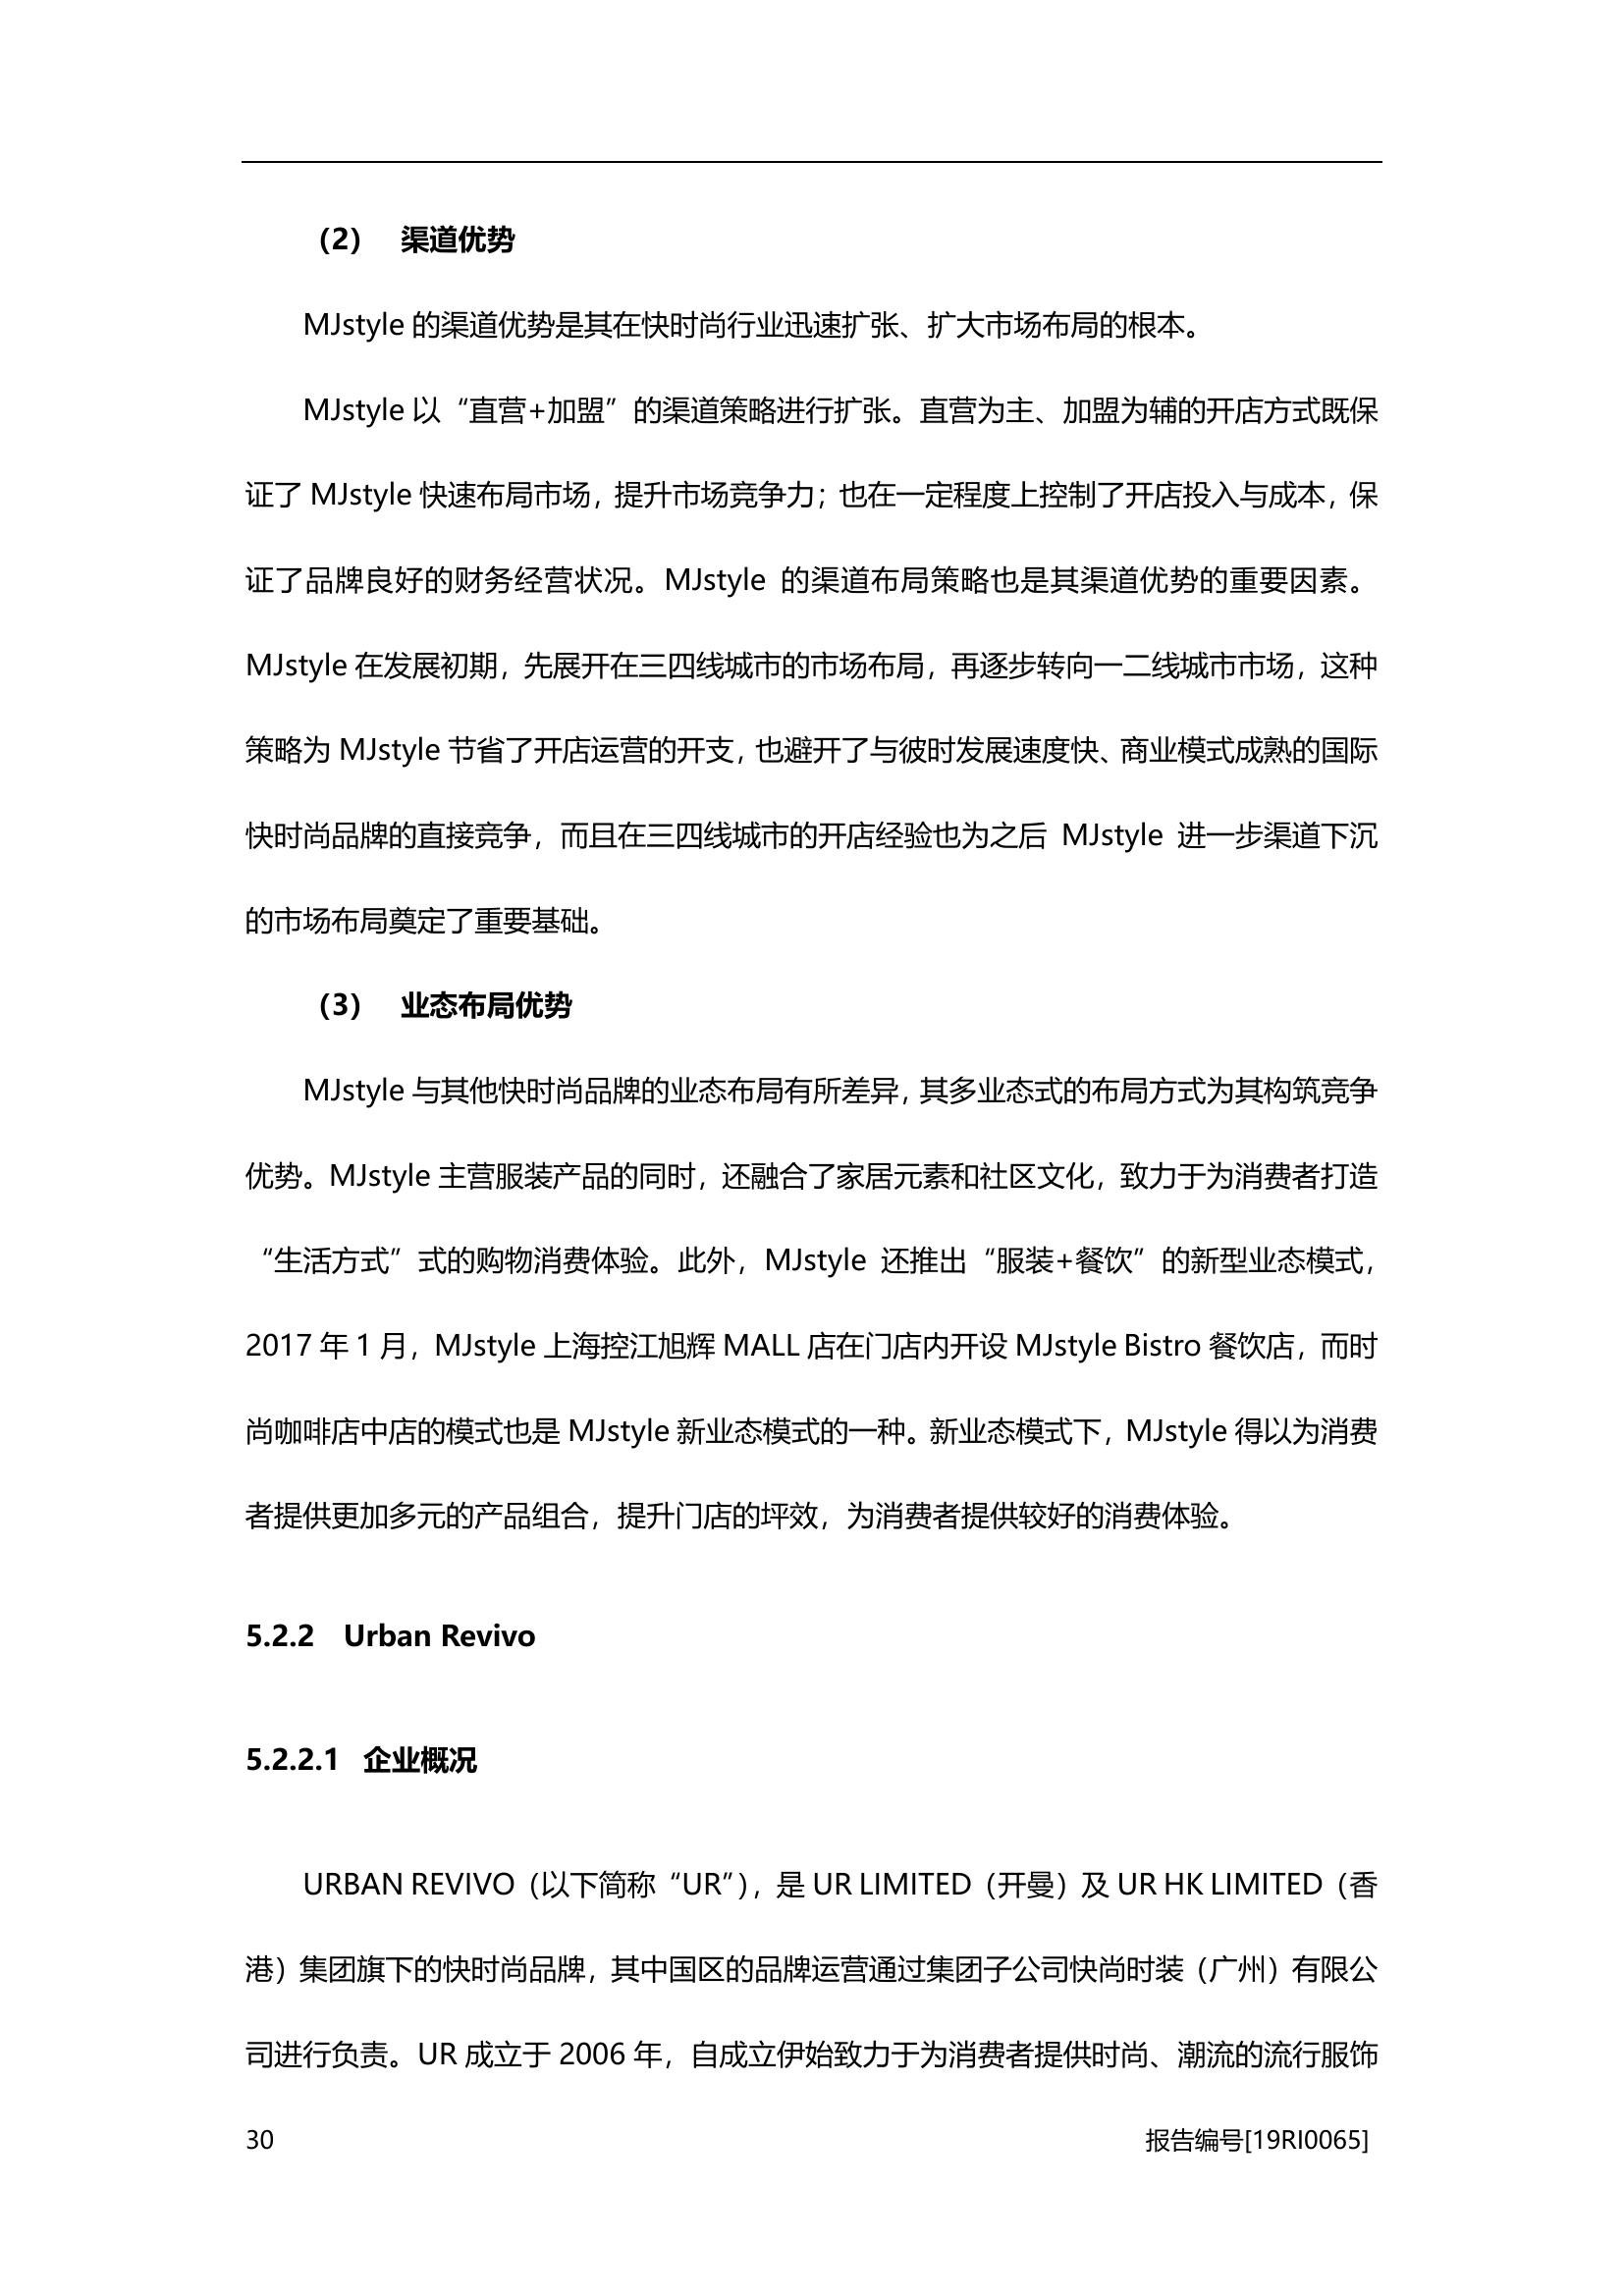 （2） 渠道优势
MJstyle 的渠道优势是其在快时尚行业迅速扩张、扩大市场布局的根本。
MJstyle 以“直营+加盟”的渠道策略进行扩张。直营为主、加盟为辅的开店方式既保
证了 MJstyle 快速布局市场，提升市场竞争力；也在一定程度上控制了开店投入与成本，保
证了品牌良好的财务经营状况。MJstyle 的渠道布局策略也是其渠道优势的重要因素。
MJstyle 在发展初期，先展开在三四线城市的市场布局，再逐步转向一二线城市市场，这种
策略为 MJstyle 节省了开店运营的开支，也避开了与彼时发展速度快、商业模式成熟的国际
快时尚品牌的直接竞争，而且在三四线城市的开店经验也为之后 MJstyle 进一步渠道下沉
的市场布局奠定了重要基础。
（3） 业态布局优势
MJstyle 与其他快时尚品牌的业态布局有所差异，其多业态式的布局方式为其构筑竞争
优势。MJstyle 主营服装产品的同时，还融合了家居元素和社区文化，致力于为消费者打造
“生活方式”式的购物消费体验。此外，MJstyle 还推出“服装+餐饮”的新型业态模式，
2017 年 1 月，MJstyle 上海控江旭辉 MALL 店在门店内开设 MJstyle Bistro 餐饮店，而时
尚咖啡店中店的模式也是 MJstyle 新业态模式的一种。新业态模式下，MJstyle 得以为消费
者提供更加多元的产品组合，提升门店的坪效，为消费者提供较好的消费体验。
5.2.2 Urban Revivo
5.2.2.1 企业概况
URBAN REVIVO（以下简称“UR”），是 UR LIMITED（开曼）及 UR HK LIMITED（香
港）集团旗下的快时尚品牌，其中国区的品牌运营通过集团子公司快尚时装（广州）有限公
司进行负责。UR 成立于 2006 年，自成立伊始致力于为消费者提供时尚、潮流的流行服饰
30 报告编号[19RI0065]